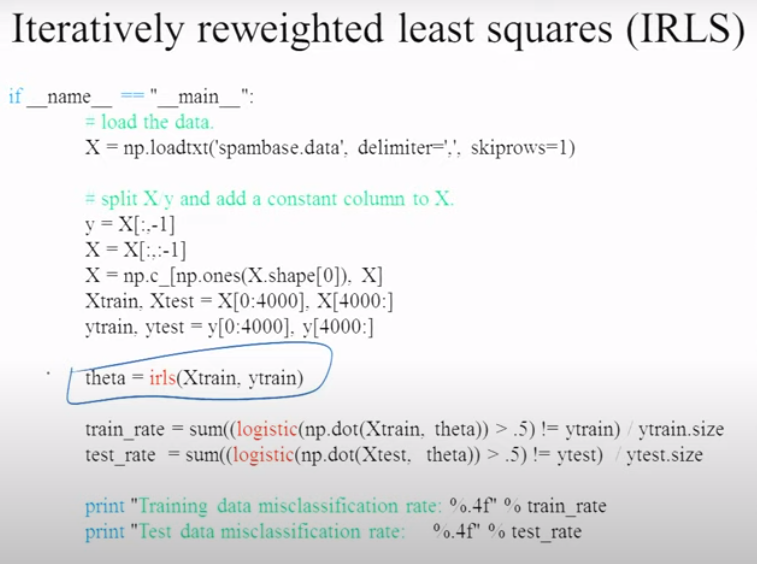 Iteratively reweighted least squares (IRLS)
if __name__ == "__main__":
# load the data.
X = np.loadtxt('spambase.data', delimiter=',', skiprows=1)
# split X/y and add a constant column to X.
y = X[:,-1]
X = X[:,:-1]
X = np.c_[np.ones(X.shape[0]), X]
Xtrain, Xtest = X[0:4000], X[4000:]
ytrain, ytest = y[0:4000], y[4000:]
theta = irls(Xtrain, ytrain)
train_rate = sum((logistic(np.dot(Xtrain, theta)) > .5) != ytrain) / ytrain.size
test_rate = sum((logistic(np.dot(Xtest, theta)) > .5) != ytest) / ytest.size
print "Training data misclassification rate: %.4f" % train_rate
print "Test data misclassification rate: %.4f" % test_rate